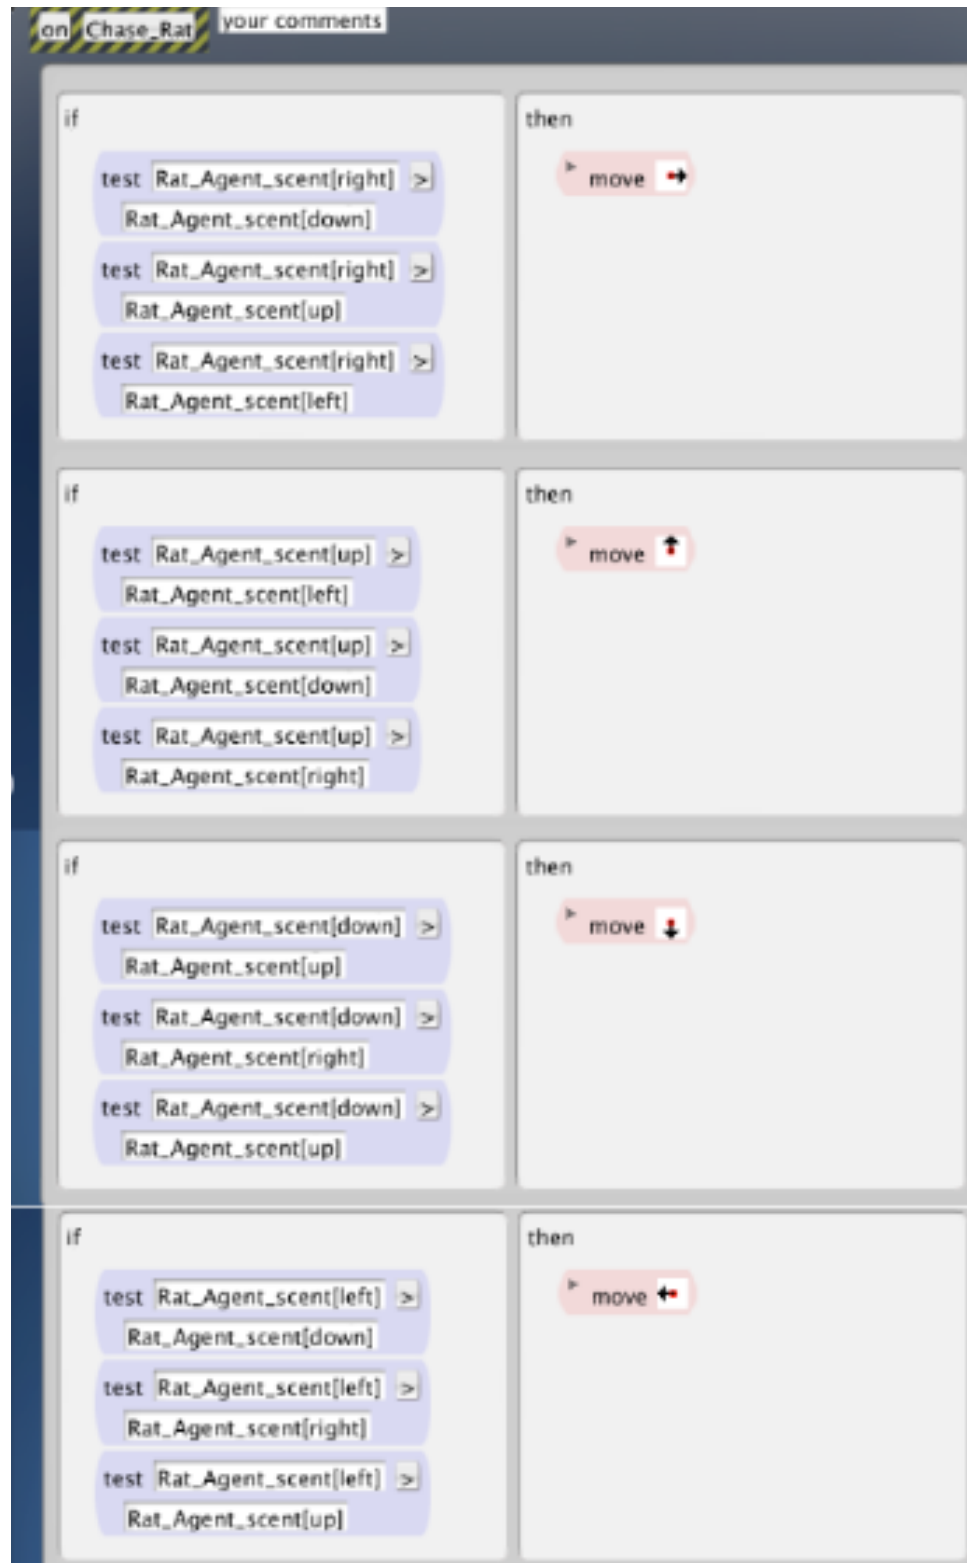 on Chase_Rat your comments
if then
test Rat_Agent_scent[right] > move
Rat_Agent_scent[down]
test Rat_Agent_scent[right] >
Rat_Agent_scent[up]
test Rat_Agent_scent[right] >
Rat_Agent_scent[left]
if then
test Rat_Agent_scent[up] > move
Rat_Agent_scent[left]
test Rat_Agent_scent[up] >
Rat_Agent_scent[down]
test Rat_Agent_scent[up] >
Rat_Agent_scent[right]
if then
test Rat_Agent_scent[down] > move
Rat_Agent_scent[up]
test Rat_Agent_scent[down] >
Rat_Agent_scent[right]
test Rat_Agent_scent[down] >
Rat_Agent_scent[up]
if then
test Rat_Agent_scent[left] > move
Rat_Agent_scent[down]
test Rat_Agent_scent[left] >
Rat_Agent_scent[right]
test Rat_Agent_scent[left] >
Rat_Agent_scent[up]